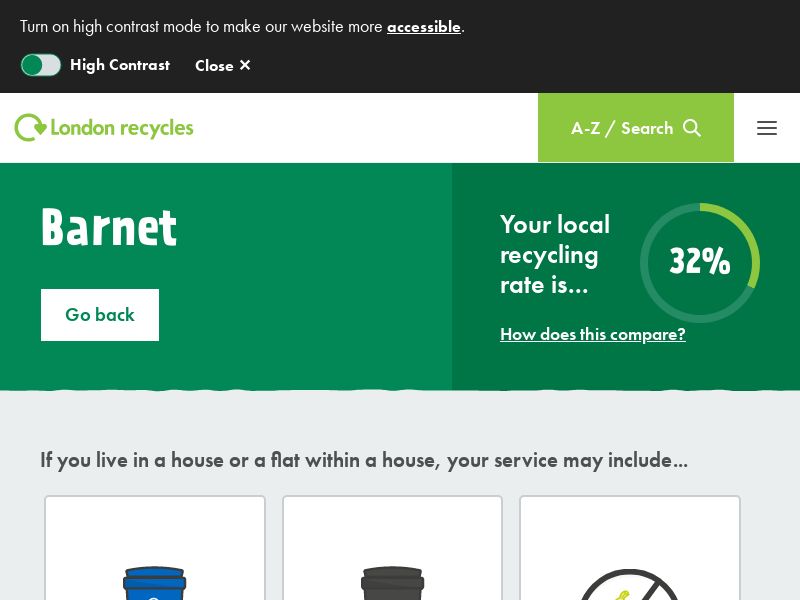 Turn on high contrast mode to make our website more accessible.
High Contrast
Close ✕
London recycles
A-Z / Search
Barnet
Go back
Your local
recycling
rate is...
32%
How does this compare?
If you live in a house or a flat within a house, your service may include...